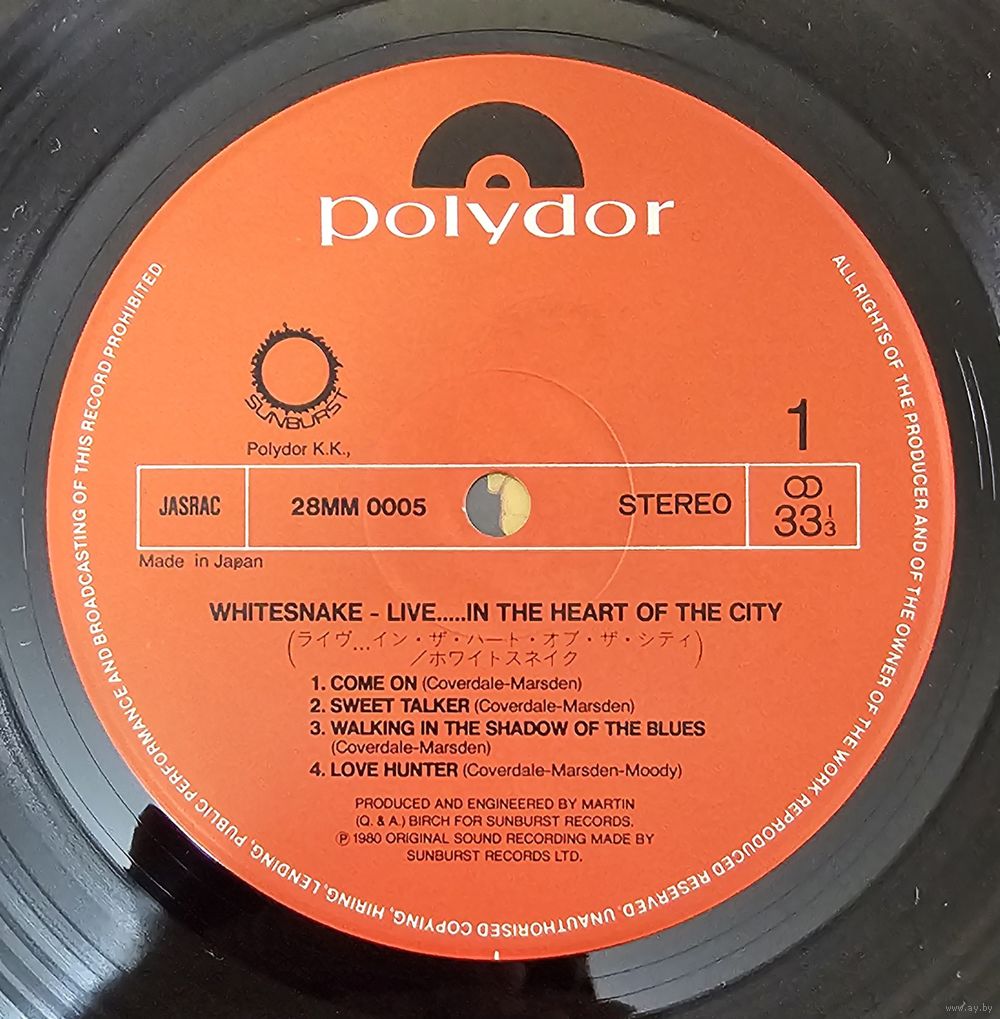 polydor
SUNBURST
Polydor K.K.,
1
JASRAC
28MM 0005
STEREO
33 1/3
Made in Japan
WHITESNAKE - LIVE.....IN THE HEART OF THE CITY
(ライヴ...イン・ザ・ハート・オブ・ザ・シティ
/ホワイトスネイク)
1. COME ON (Coverdale-Marsden)
2. SWEET TALKER (Coverdale-Marsden)
3. WALKING IN THE SHADOW OF THE BLUES
(Coverdale-Marsden)
4. LOVE HUNTER (Coverdale-Marsden-Moody)
PRODUCED AND ENGINEERED BY MARTIN
(Q. & A.) BIRCH FOR SUNBURST RECORDS.
℗ 1980 ORIGINAL SOUND RECORDING MADE BY
SUNBURST RECORDS LTD.
ALL RIGHTS OF THE PRODUCER AND OF THE OWNER OF THE WORK REPRODUCED RESERVED. UNAUTHORISED COPYING, HIRING, LENDING, PUBLIC PERFORMANCE AND BROADCASTING OF THIS RECORD PROHIBITED
www.ay.by